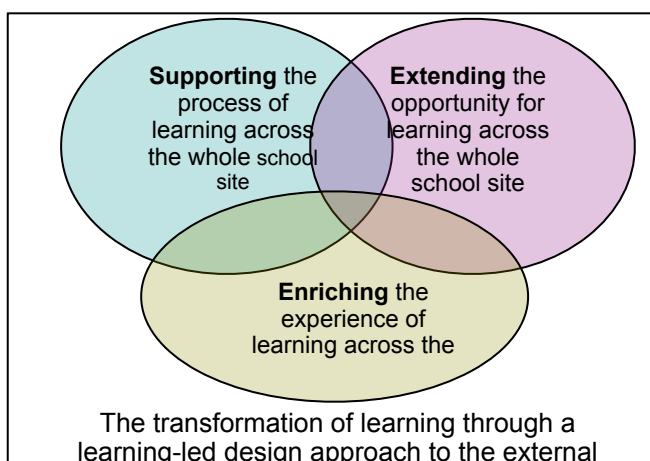 Supporting the
process of
learning across
the whole school
site
Extending the
opportunity for
learning across
the whole
school site
Enriching the
experience of
learning across the
The transformation of learning through a
learning-led design approach to the external